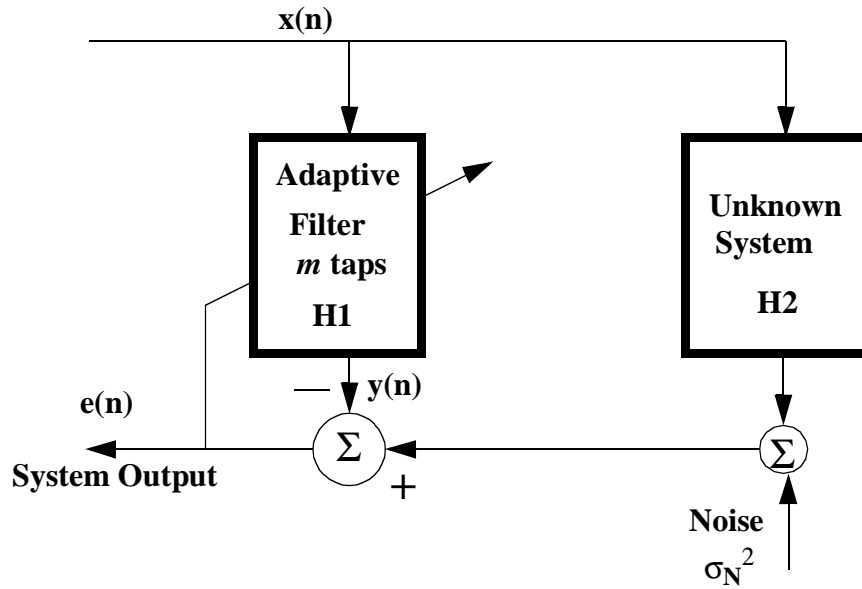 x(n)
Adaptive
Filter
m taps
H1
Unknown
System
H2
— y(n)
e(n)
Σ
+
Σ
System Output
Noise
σN²